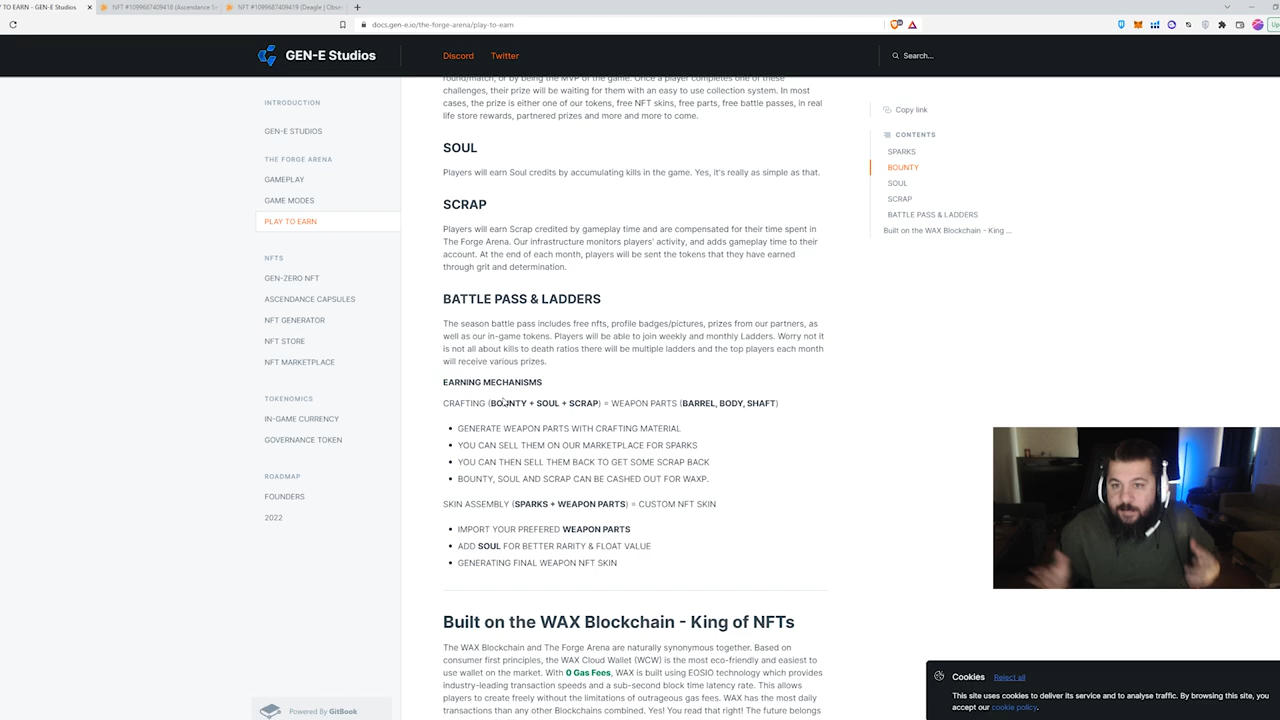 TO EARN - GEN-E Studios
NFT #1099687409418 (Ascendance S
NFT #1099687409419 (Deagle | Obse
docs.gen-e.io/the-forge-arena/play-to-earn
GEN-E Studios
Discord
Twitter
Search...
INTRODUCTION
GEN-E STUDIOS
THE FORGE ARENA
GAMEPLAY
GAME MODES
PLAY TO EARN
NFTS
GEN-ZERO NFT
ASCENDANCE CAPSULES
NFT GENERATOR
NFT STORE
NFT MARKETPLACE
TOKENOMICS
IN-GAME CURRENCY
GOVERNANCE TOKEN
ROADMAP
FOUNDERS
2022
Powered By GitBook
round/match, or by being the MVP of the game. Once a player completes one of these
challenges, their prize will be waiting for them with an easy to use collection system. In most
cases, the prize is either one of our tokens, free NFT skins, free parts, free battle passes, in real
life store rewards, partnered prizes and more and more to come.
SOUL
Players will earn Soul credits by accumulating kills in the game. Yes, it's really as simple as that.
SCRAP
Players will earn Scrap credited by gameplay time and are compensated for their time spent in
The Forge Arena. Our infrastructure monitors players' activity, and adds gameplay time to their
account. At the end of each month, players will be sent the tokens that they have earned
through grit and determination.
BATTLE PASS & LADDERS
The season battle pass includes free nfts, profile badges/pictures, prizes from our partners, as
well as our in-game tokens. Players will be able to join weekly and monthly Ladders. Worry not it
is not all about kills to death ratios there will be multiple ladders and the top players each month
will receive various prizes.
EARNING MECHANISMS
CRAFTING (BOUNTY + SOUL + SCRAP) = WEAPON PARTS (BARREL, BODY, SHAFT)
• GENERATE WEAPON PARTS WITH CRAFTING MATERIAL
• YOU CAN SELL THEM ON OUR MARKETPLACE FOR SPARKS
• YOU CAN THEN SELL THEM BACK TO GET SOME SCRAP BACK
• BOUNTY, SOUL AND SCRAP CAN BE CASHED OUT FOR WAXP.
SKIN ASSEMBLY (SPARKS + WEAPON PARTS) = CUSTOM NFT SKIN
• IMPORT YOUR PREFERED WEAPON PARTS
• ADD SOUL FOR BETTER RARITY & FLOAT VALUE
• GENERATING FINAL WEAPON NFT SKIN
Built on the WAX Blockchain - King of NFTs
The WAX Blockchain and The Forge Arena are naturally synonymous together. Based on
consumer first principles, the WAX Cloud Wallet (WCW) is the most eco-friendly and easiest to
use wallet on the market. With 0 Gas Fees, WAX is built using EOSIO technology which provides
industry-leading transaction speeds and a sub-second block time latency rate. This allows
players to create freely without the limitations of outrageous gas fees. WAX has the most daily
transactions than any other Blockchains combined. Yes! You read that right! The future belongs
Copy link
CONTENTS
SPARKS
BOUNTY
SOUL
SCRAP
BATTLE PASS & LADDERS
Built on the WAX Blockchain - King ...
Cookies
Reject all
This site uses cookies to deliver its service and to analyse traffic. By browsing this site, you
accept our cookie policy.